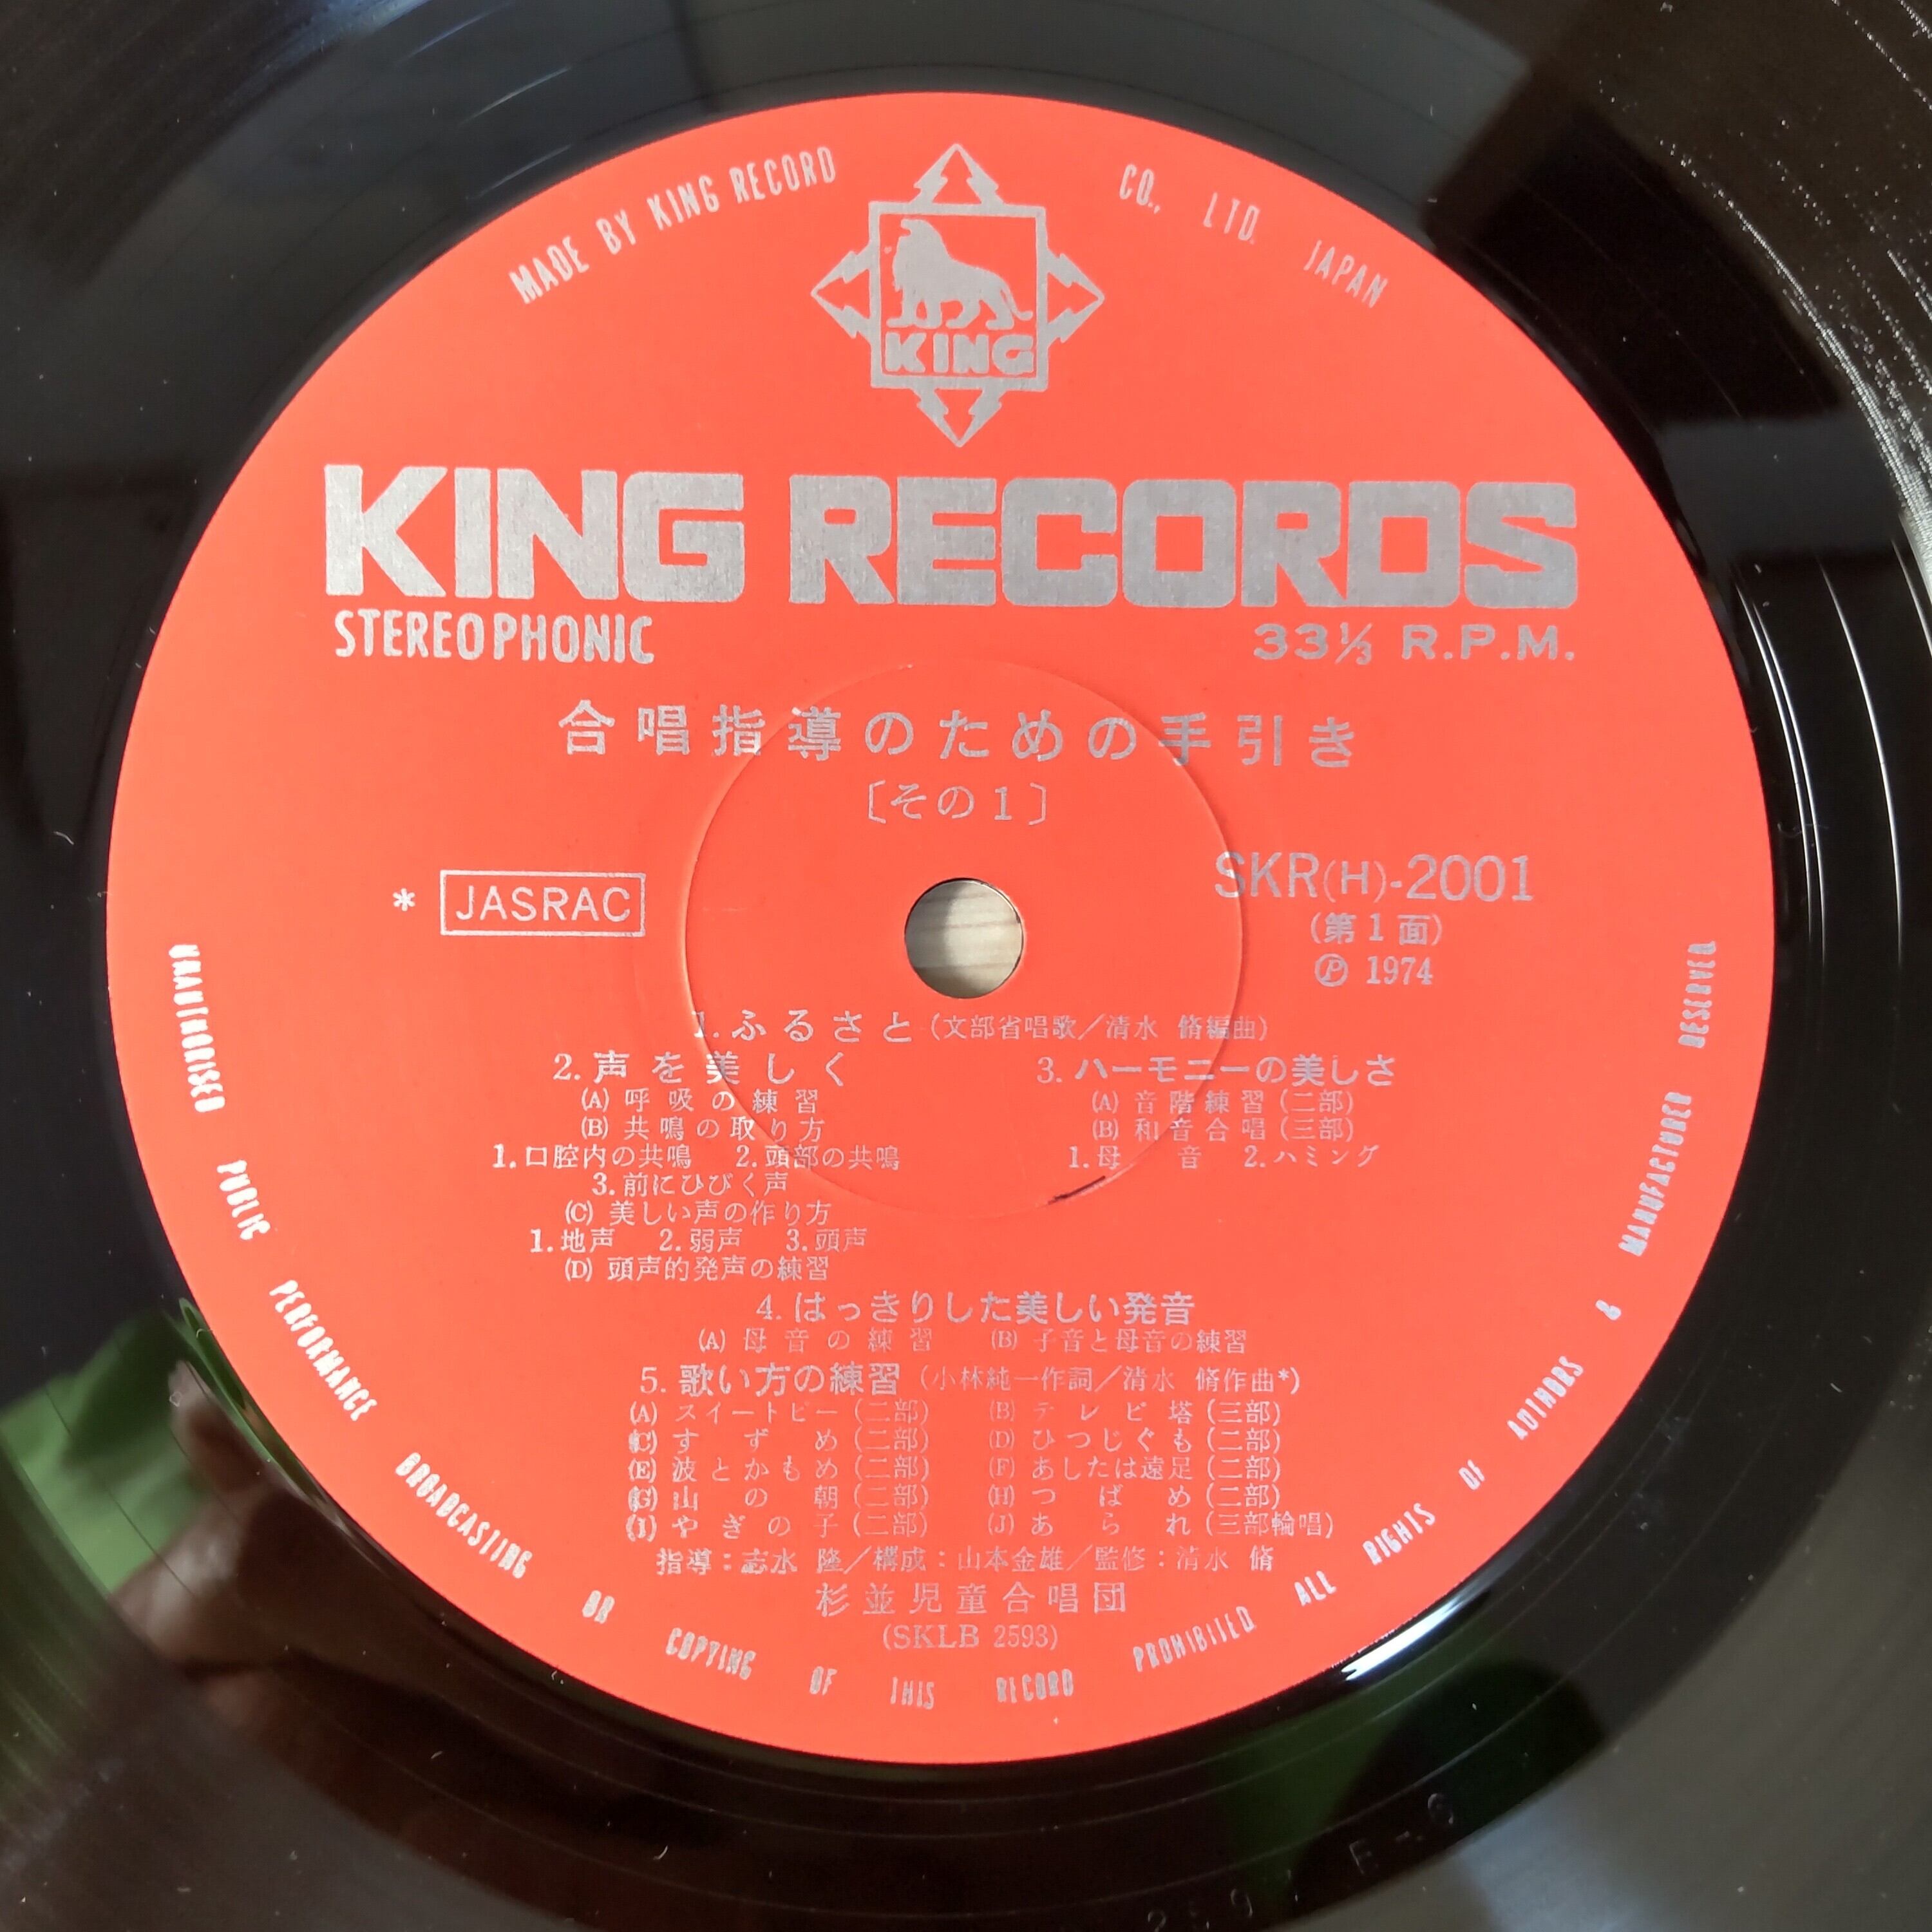 MADE BY KING RECORD CO., LTD. JAPAN
KING
KING RECORDS
STEREOPHONIC
33⅓ R.P.M.
合唱指導のための手引き
〔その1〕
* JASRAC
SKR(H)-2001
(第1面)
Ⓟ 1974
1. ふるさと(文部省唱歌/清水 脩編曲)
2. 声を美しく
(A) 呼吸の練習
(B) 共鳴の取り方
1.口腔内の共鳴 2.頭部の共鳴
3.前にひびく声
(C) 美しい声の作り方
1.地声 2.弱声 3.頭声
(D) 頭声的発声の練習
3. ハーモニーの美しさ
(A) 音階練習(二部)
(B) 和音合唱(三部)
1.母 音 2.ハミング
4. はっきりした美しい発音
(A) 母音の練習 (B) 子音と母音の練習
5. 歌い方の練習 (小林純一作詞/清水 脩作曲*)
(A) スイートピー(二部) (B) テレビ塔(三部)
(C) すずめ(二部) (D) ひつじぐも(二部)
(E) 波とかもめ(二部) (F) あしたは遠足(二部)
(G) 山の朝(二部) (H) つばめ(二部)
(I) やぎの子(二部) (J) あられ(三部輪唱)
指導:志水 隆/構成:山本金雄/監修:清水 脩
杉並児童合唱団
(SKLB 2593)
UNAUTHORISED PUBLIC PERFORMANCE BROADCASTING OR COPYING OF THIS RECORD PROHIBITED. ALL RIGHTS OF AUTHORS & MANUFACTURER RESERVED
E-6